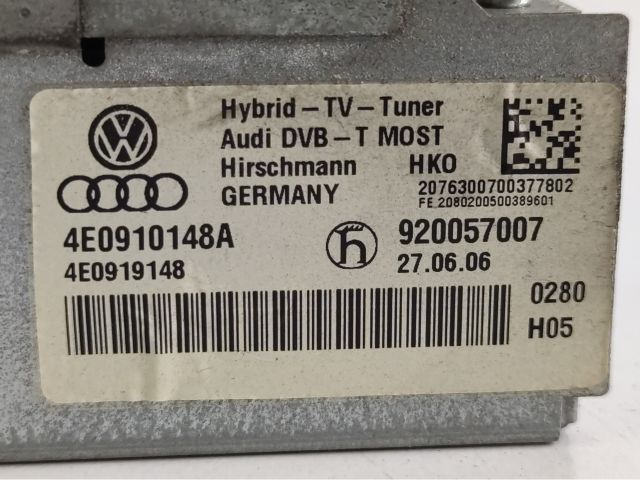 Hybrid-TV-Tuner
Audi DVB-T MOST
Hirschmann HKO
GERMANY
2076300700377802
FE 2080200500389601
4E0910148A
4E0919148
h 920057007
27.06.06
0280
H05